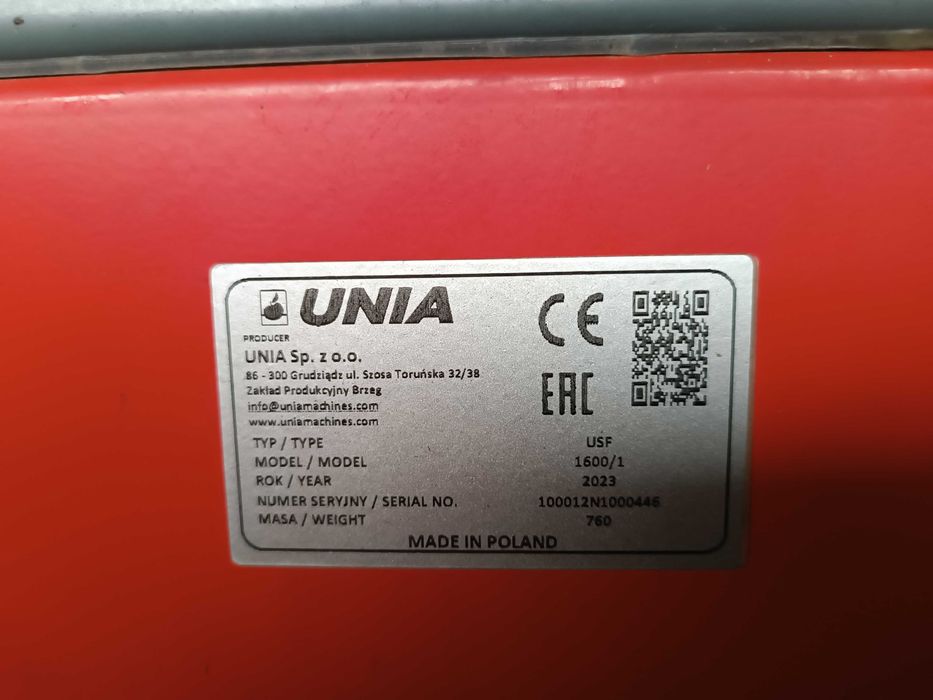 UNIA
CE
EAC
PRODUCER
UNIA Sp. z o.o.
86 - 300 Grudziądz ul. Szosa Toruńska 32/38
Zakład Produkcyjny Brzeg
info@uniamachines.com
www.uniamachines.com
TYP / TYPE USF
MODEL / MODEL 1600/1
ROK / YEAR 2023
NUMER SERYJNY / SERIAL NO. 100012N1000446
MASA / WEIGHT 760
MADE IN POLAND